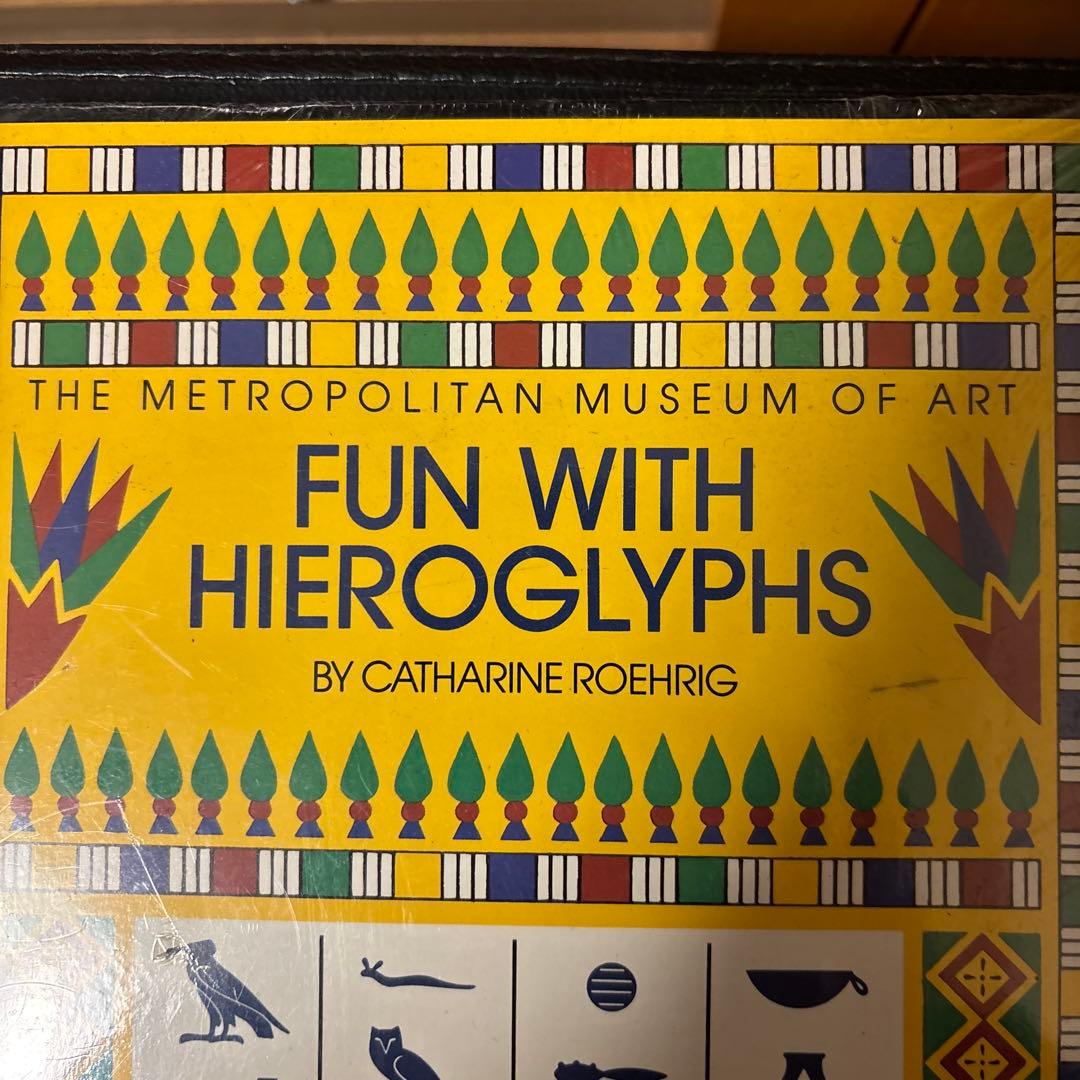 THE METROPOLITAN MUSEUM OF ART
FUN WITH
HIEROGLYPHS
BY CATHARINE ROEHRIG